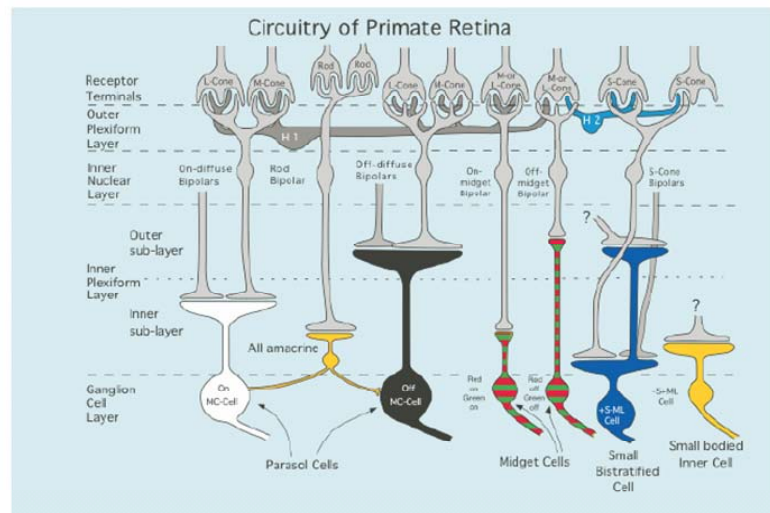 Circuitry of Primate Retina
Receptor
Terminals
Outer
Plexiform
Layer
Inner
Nuclear
Layer
Outer
sub-layer
Inner
Plexiform
Layer
Inner
sub-layer
Ganglion
Cell
Layer
L-Cone
M-Cone
Rod
Rod
L-Cone
M-Cone
M-or
L-Cone
M-or
L-Cone
S-Cone
S-Cone
H 1
H 2
On-diffuse
Bipolars
Rod
Bipolar
Off-diffuse
Bipolars
On-
midget
Bipolar
Off-
midget
Bipolar
S-Cone
Bipolars
?
?
All amacrine
On
MC-Cell
Off
MC-Cell
Red
on
Green
on
Red
off
Green
off
+S-ML
Cell
-S+ML
Cell
Parasol Cells
Midget Cells
Small
Bistratified
Cell
Small bodied
Inner Cell